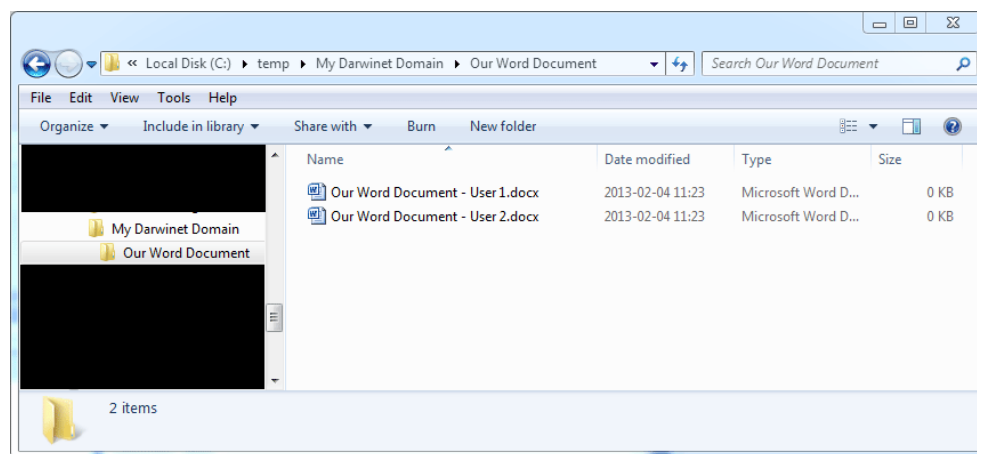 « Local Disk (C:) ▸ temp ▸ My Darwinet Domain ▸ Our Word Document Search Our Word Document
File Edit View Tools Help
Organize Include in library Share with Burn New folder
Name Date modified Type Size
Our Word Document - User 1.docx 2013-02-04 11:23 Microsoft Word D... 0 KB
Our Word Document - User 2.docx 2013-02-04 11:23 Microsoft Word D... 0 KB
My Darwinet Domain
Our Word Document
2 items